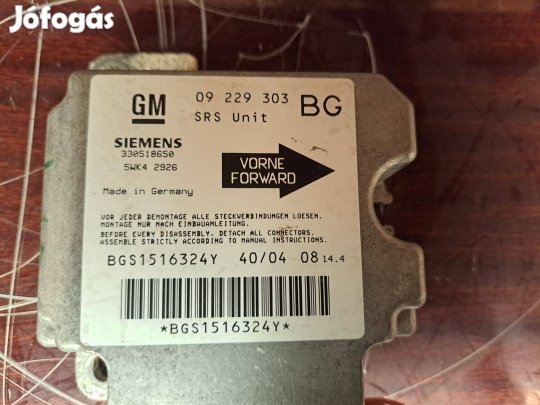 Jófogás
GM
09 229 303 BG
SRS Unit
SIEMENS
330518650
5WK4 2926
VORNE
FORWARD
Made in Germany
VOR JEDER DEMONTAGE ALLE STECKVERBINDUNGEN LOESEN.
MONTAGE NUR NACH EINBAUANLEITUNG.
BEFORE EVERY DISASSEMBLY, DETACH ALL CONNECTORS.
ASSEMBLE STRICTLY ACCORDING TO MANUAL INSTRUCTIONS.
BGS1516324Y 40/04 08 14.4
*BGS1516324Y*
Jófogás